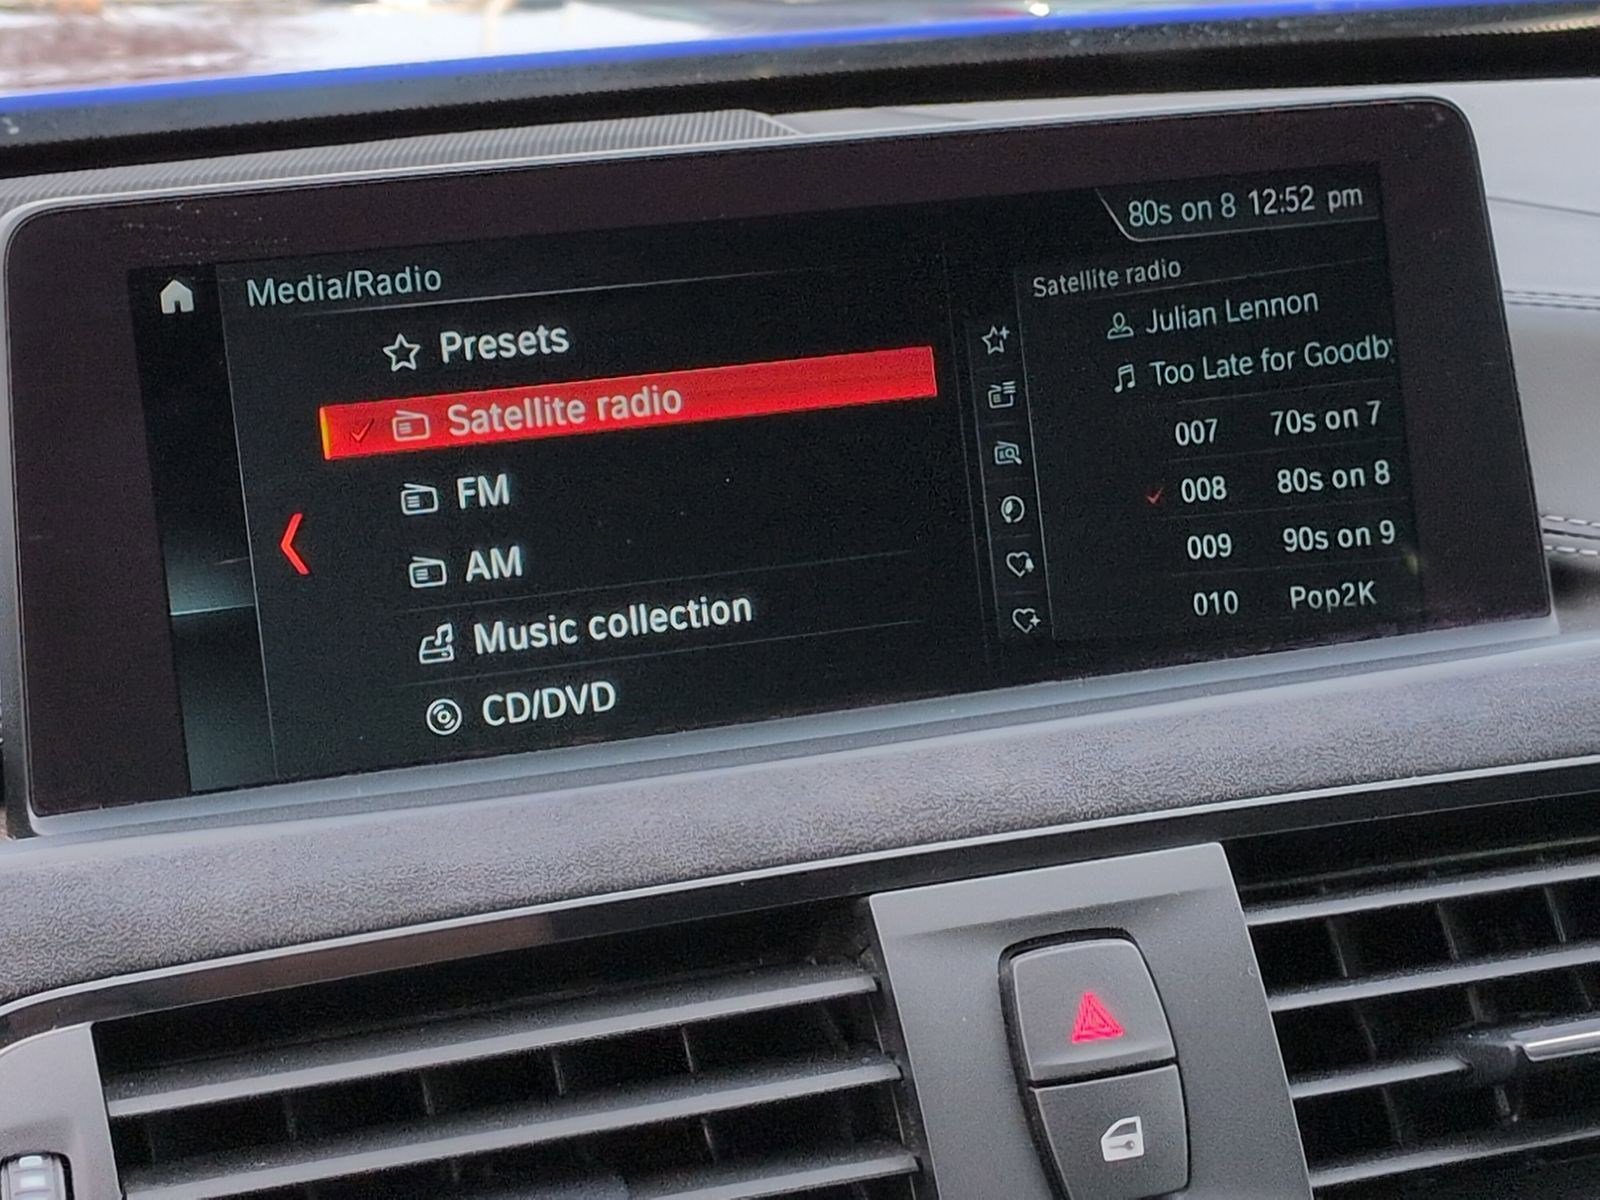 80s on 8 12:52 pm
Media/Radio
Presets
Satellite radio
FM
AM
Music collection
CD/DVD
Satellite radio
Julian Lennon
Too Late for Goodby
007 70s on 7
008 80s on 8
009 90s on 9
010 Pop2K